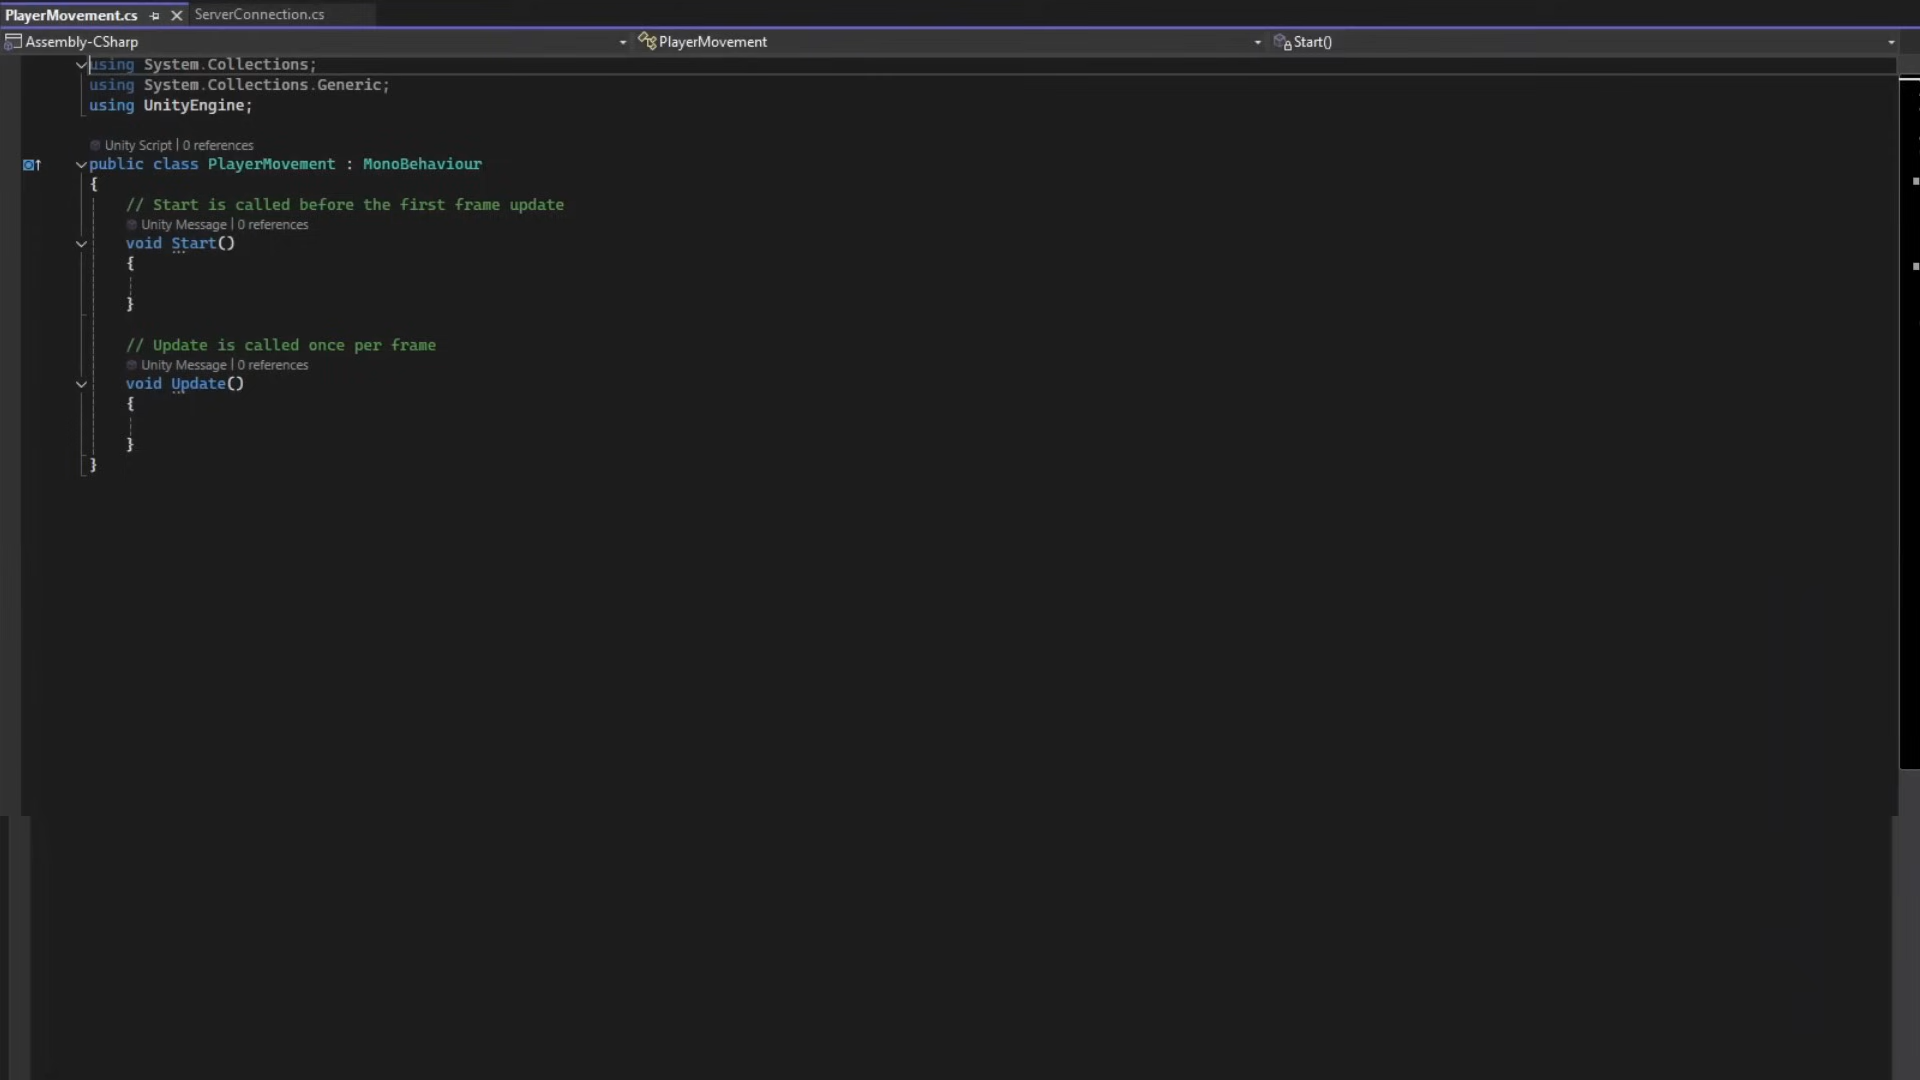 PlayerMovement.cs ServerConnection.cs
Assembly-CSharp PlayerMovement Start()
using System.Collections;
using System.Collections.Generic;
using UnityEngine;
Unity Script | 0 references
public class PlayerMovement : MonoBehaviour
{
// Start is called before the first frame update
Unity Message | 0 references
void Start()
{
}
// Update is called once per frame
Unity Message | 0 references
void Update()
{
}
}